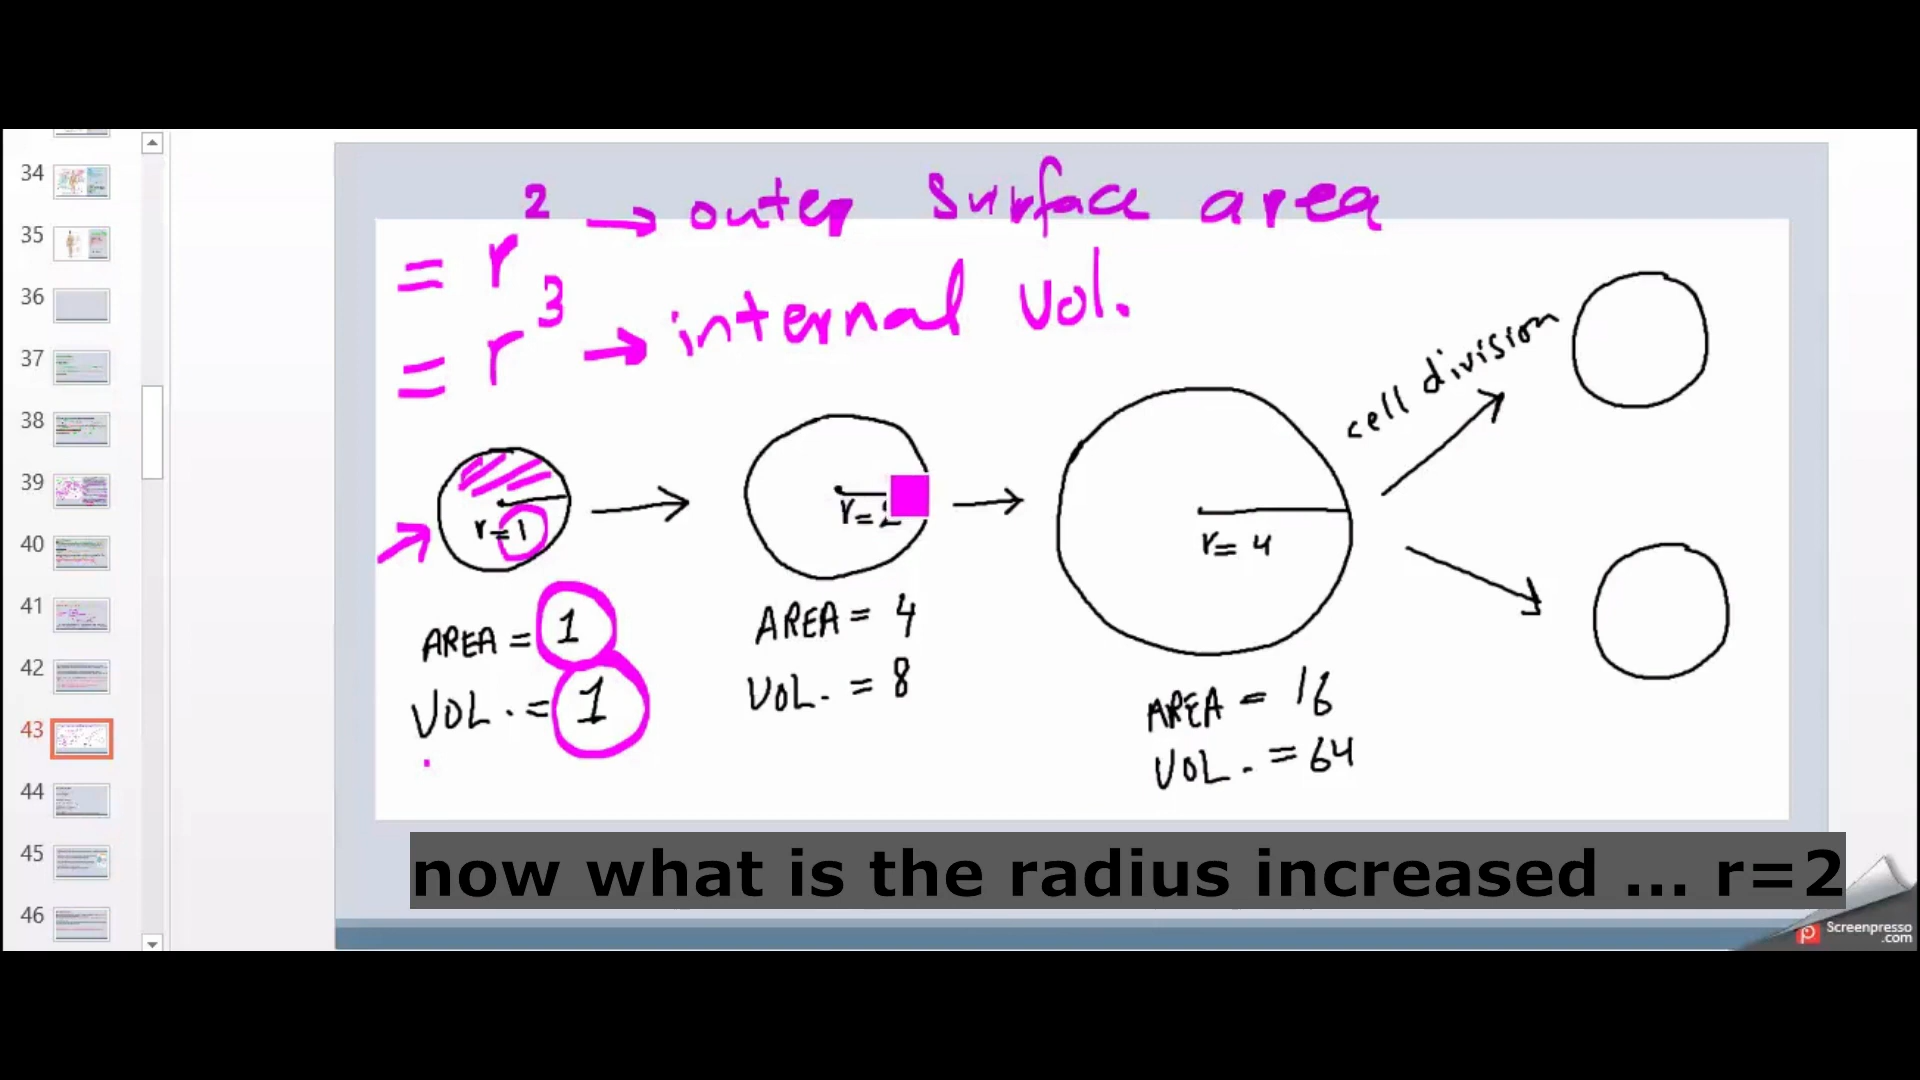 34
35
36
37
38
39
40
41
42
43
44
45
46
= r² → outer surface area
= r³ → internal vol.
r=1
AREA = 1
VOL. = 1
r=2
AREA = 4
VOL. = 8
r= 4
AREA = 16
VOL. = 64
cell division
now what is the radius increased ... r=2
Screenpresso
.com